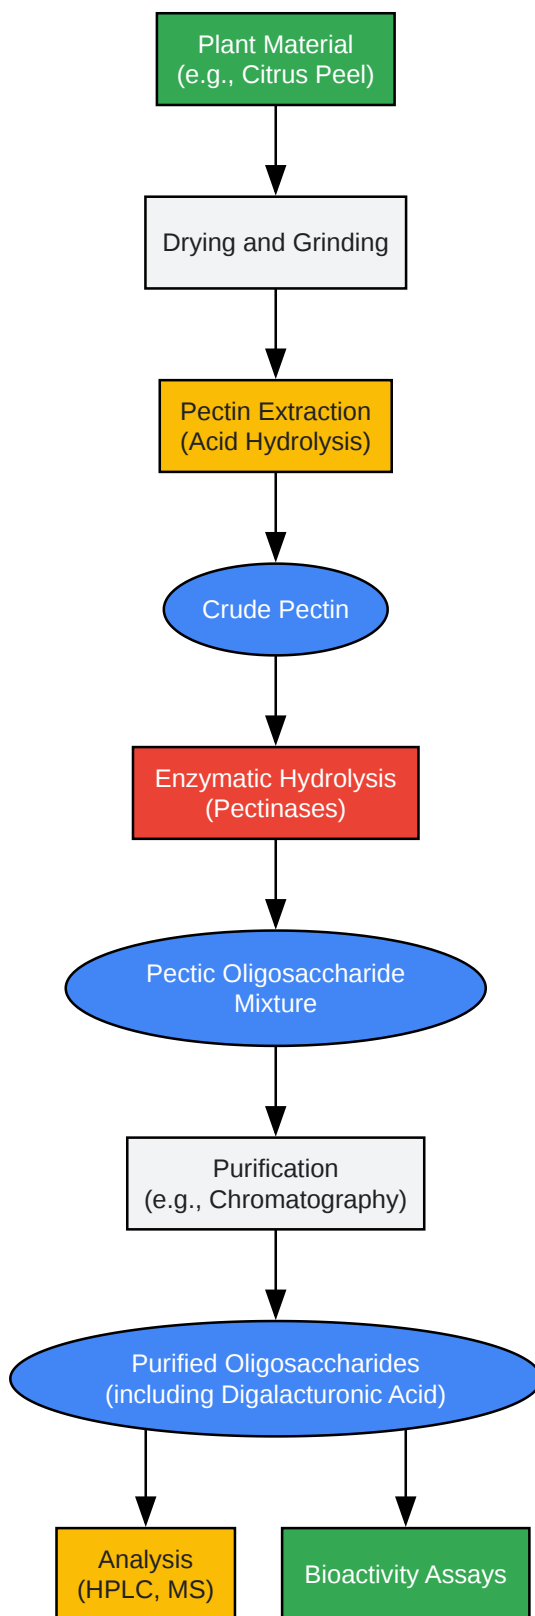 Plant Material
(e.g., Citrus Peel)
Drying and Grinding
Pectin Extraction
(Acid Hydrolysis)
Crude Pectin
Enzymatic Hydrolysis
(Pectinases)
Pectic Oligosaccharide
Mixture
Purification
(e.g., Chromatography)
Purified Oligosaccharides
(including Digalacturonic Acid)
Analysis
(HPLC, MS)
Bioactivity Assays